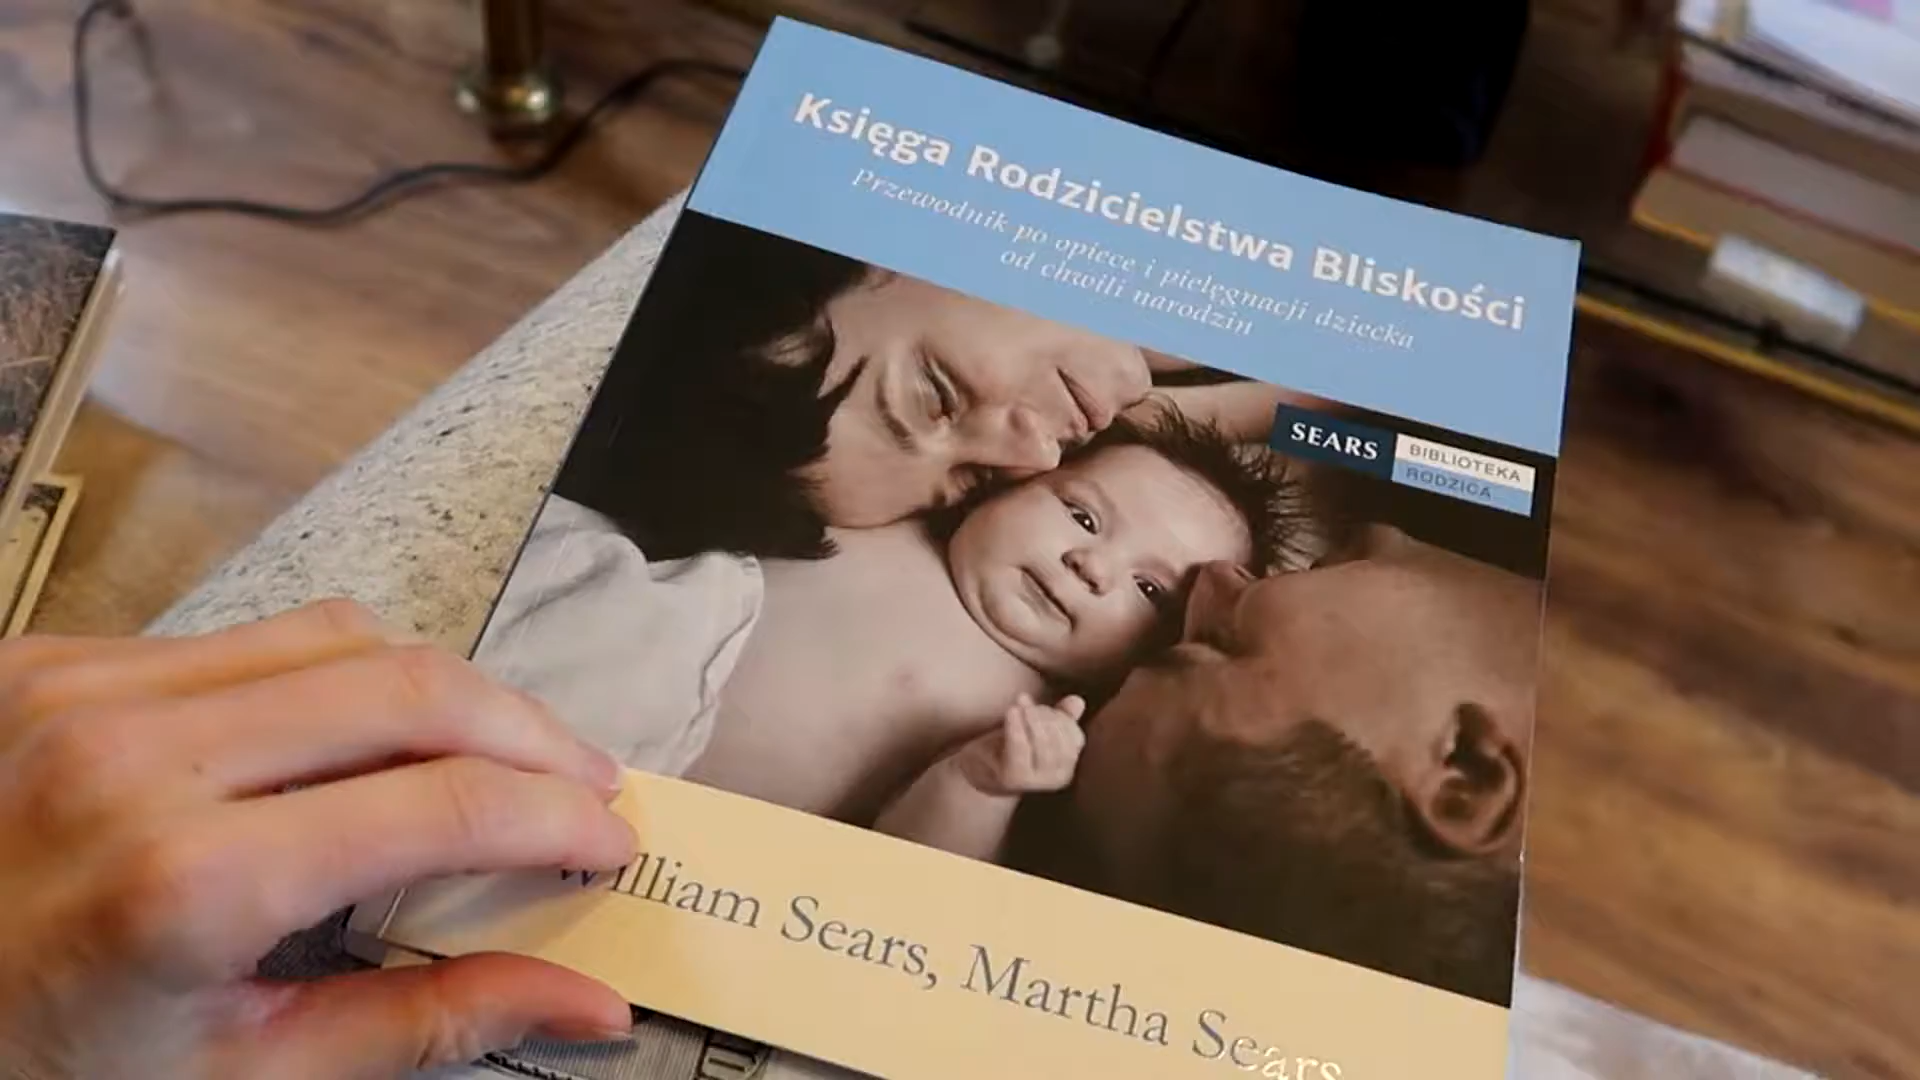 Księga Rodzicielstwa Bliskości
Przewodnik po opiece i pielęgnacji dziecka
od chwili narodzin
SEARS
BIBLIOTEKA
RODZICA
William Sears, Martha Sears